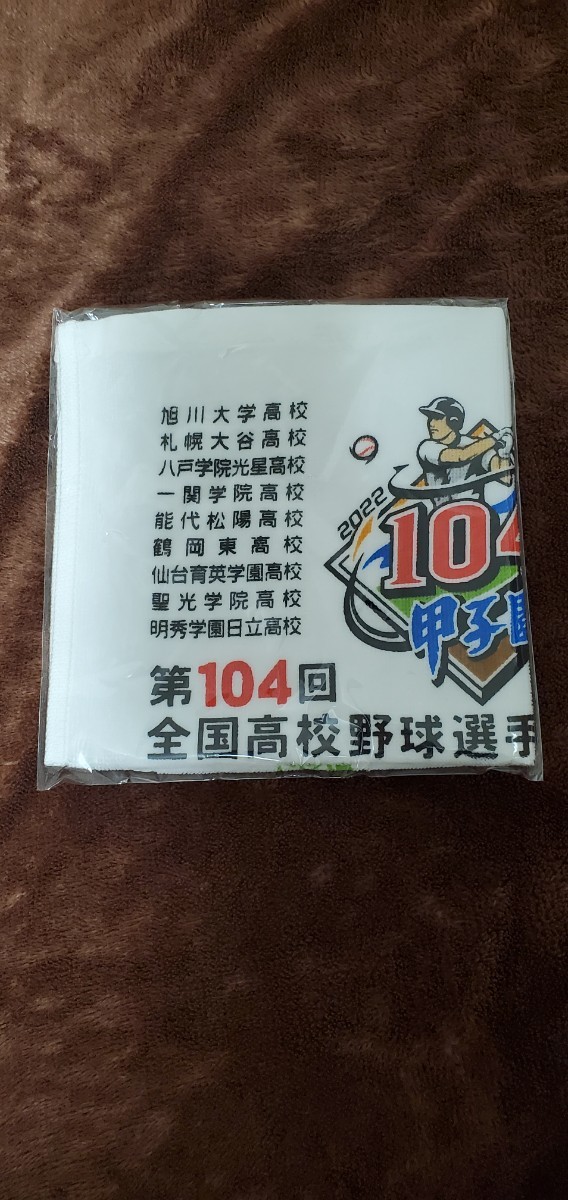 旭川大学高校
札幌大谷高校
八戸学院光星高校
一関学院高校
能代松陽高校
鶴岡東高校
仙台育英学園高校
聖光学院高校
明秀学園日立高校
2022
104
甲子園
第104回
全国高校野球選手